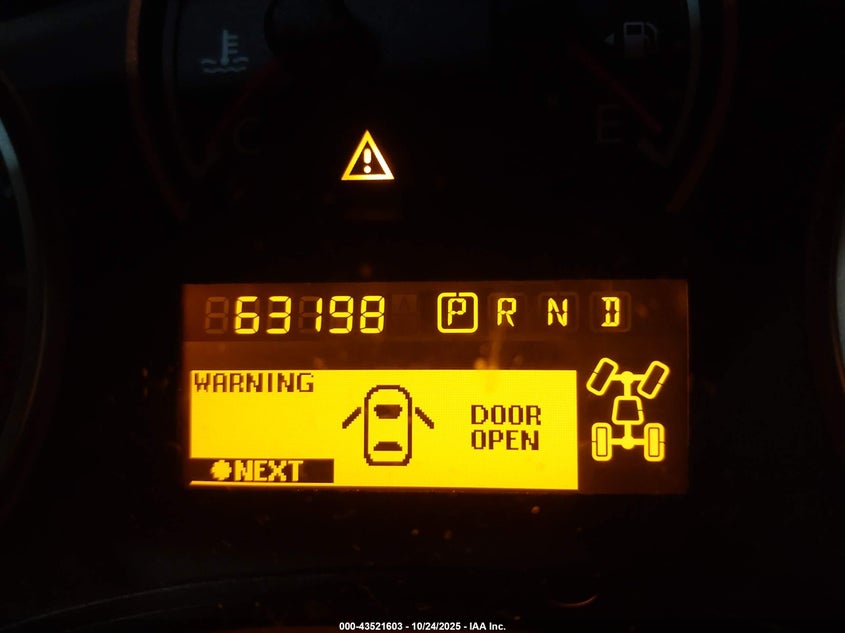 C
E
63198 P R N D
WARNING
DOOR
OPEN
NEXT
000-43521603 - 10/24/2025 - IAA Inc.